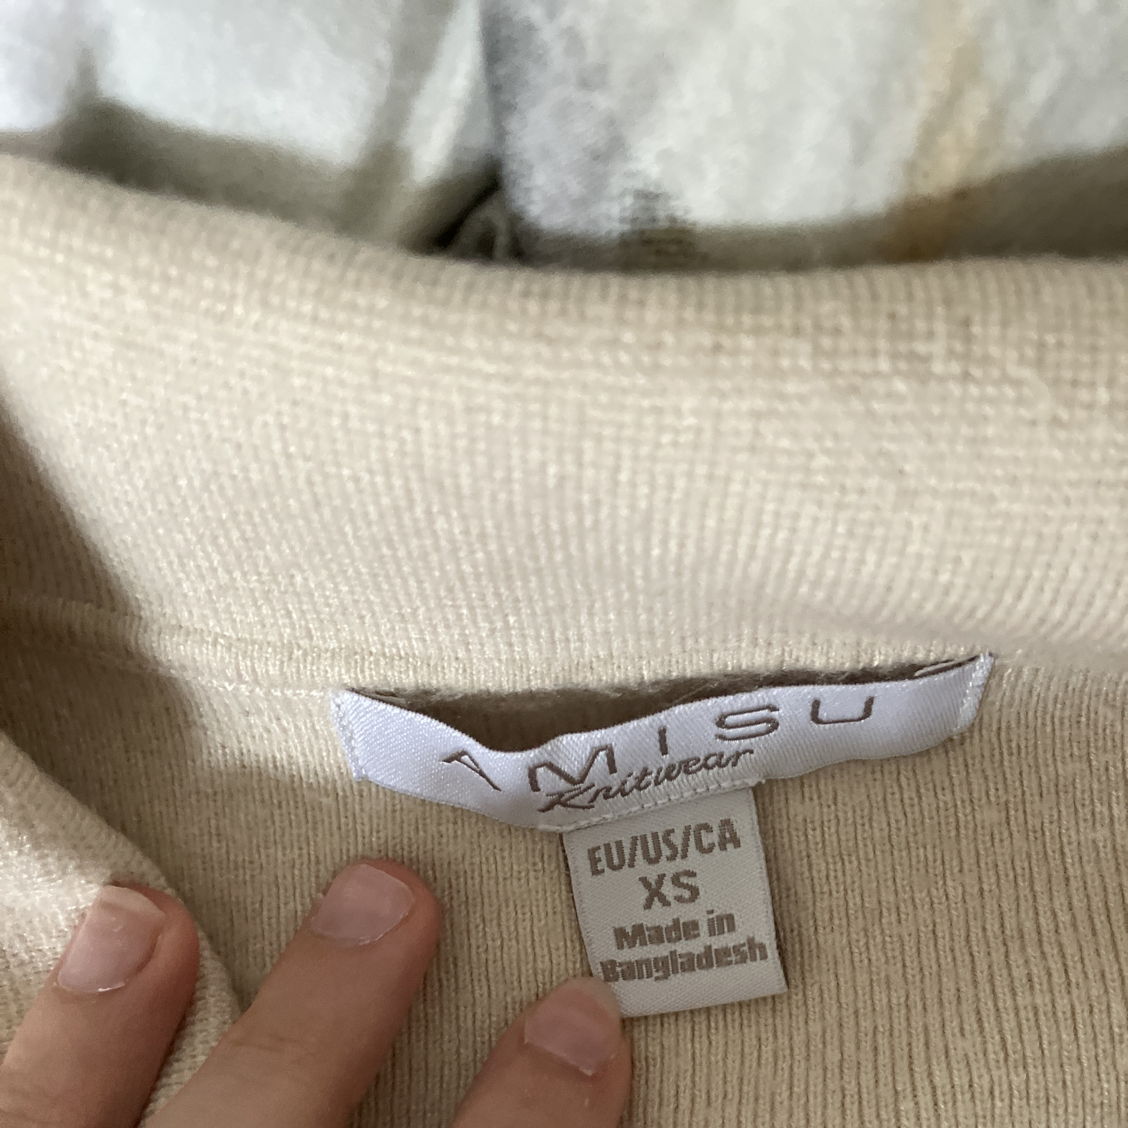 AMISU
Knitwear
EU/US/CA
XS
Made in
Bangladesh